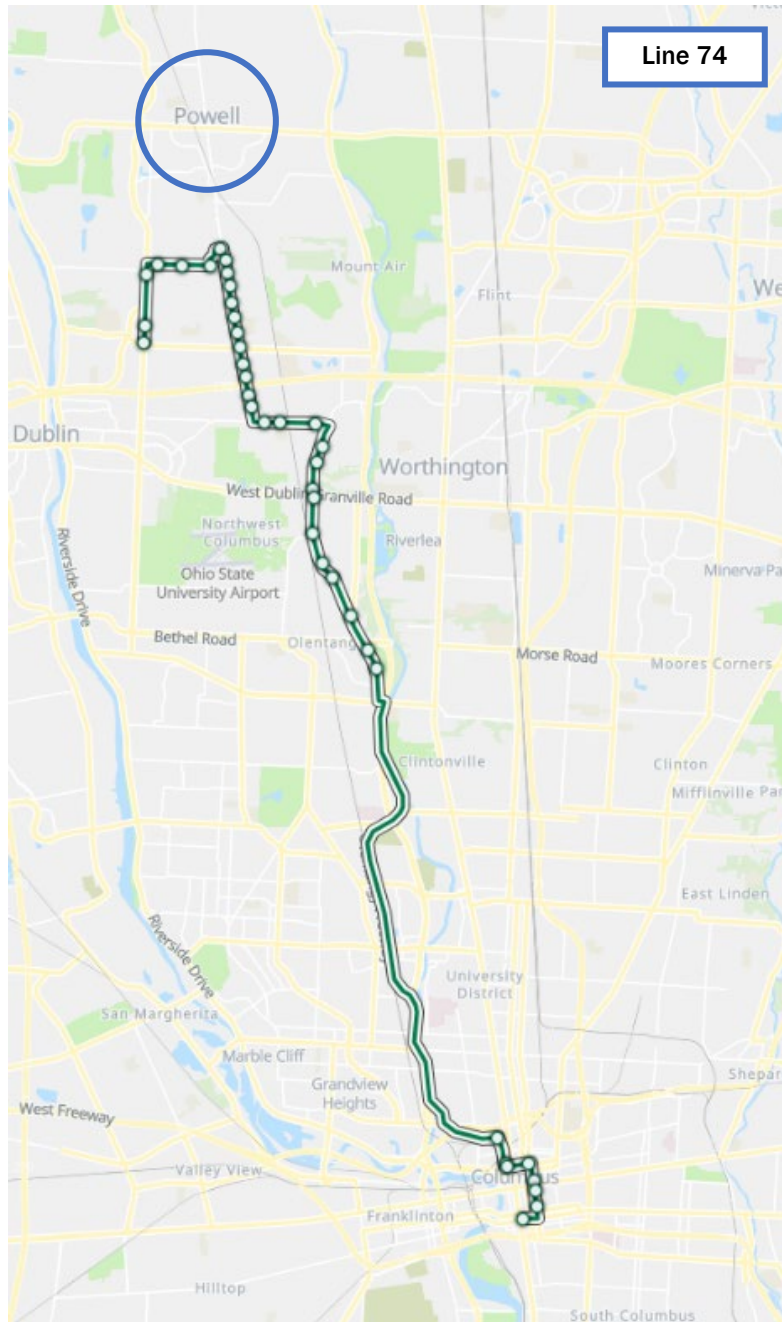 Line 74
Powell
Mount Air
Flint
We
Dublin
Worthington
West Dublin Granville Road
Northwest
Columbus
Riverlea
Riverside Drive
Ohio State
University Airport
Minerva Pa
Bethel Road
Olentang
Morse Road
Moores Corners
Clintonville
Clinton
Mifflinville Par
East Linden
Riverside Drive
University
District
San Margherita
Marble Cliff
Grandview
Heights
Shepar
West Freeway
Valley View
Columbus
Franklinton
Hilltop
South Columbus